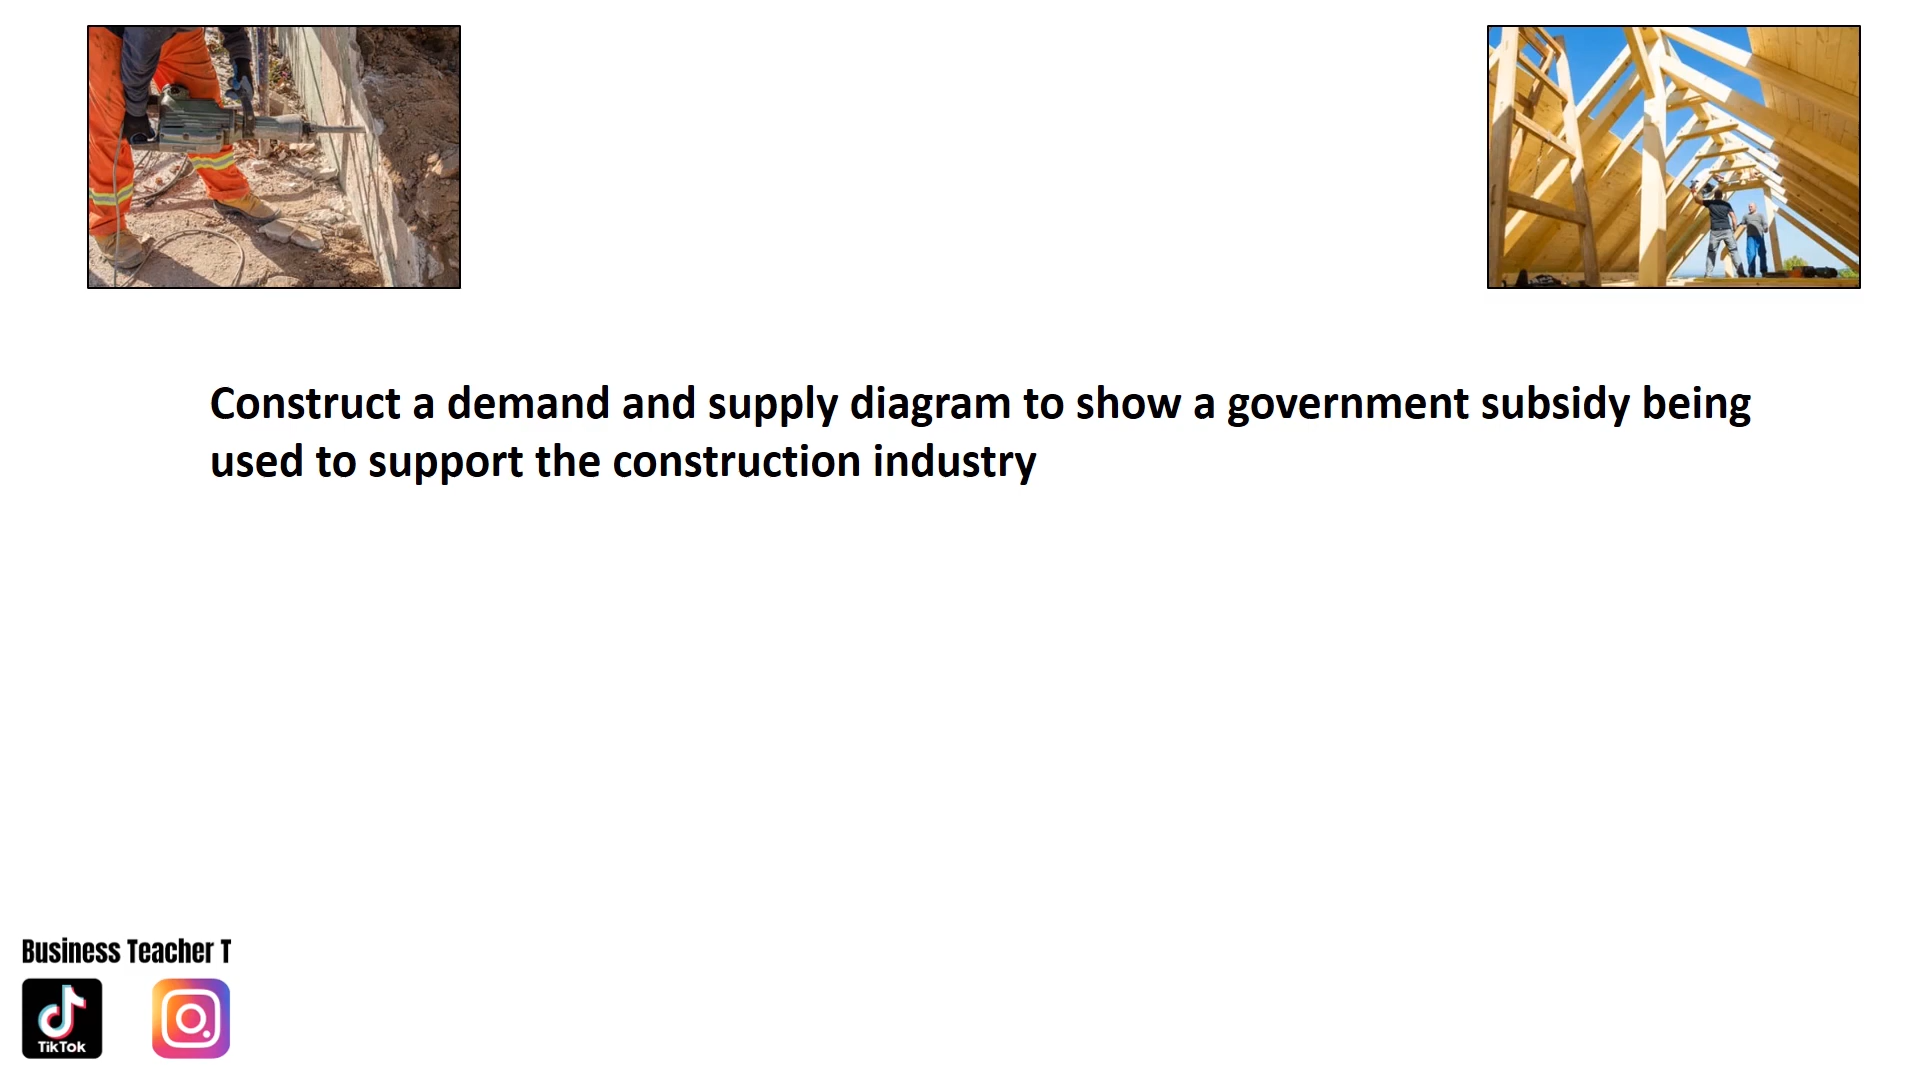 Construct a demand and supply diagram to show a government subsidy being
used to support the construction industry
Business Teacher T
TikTok